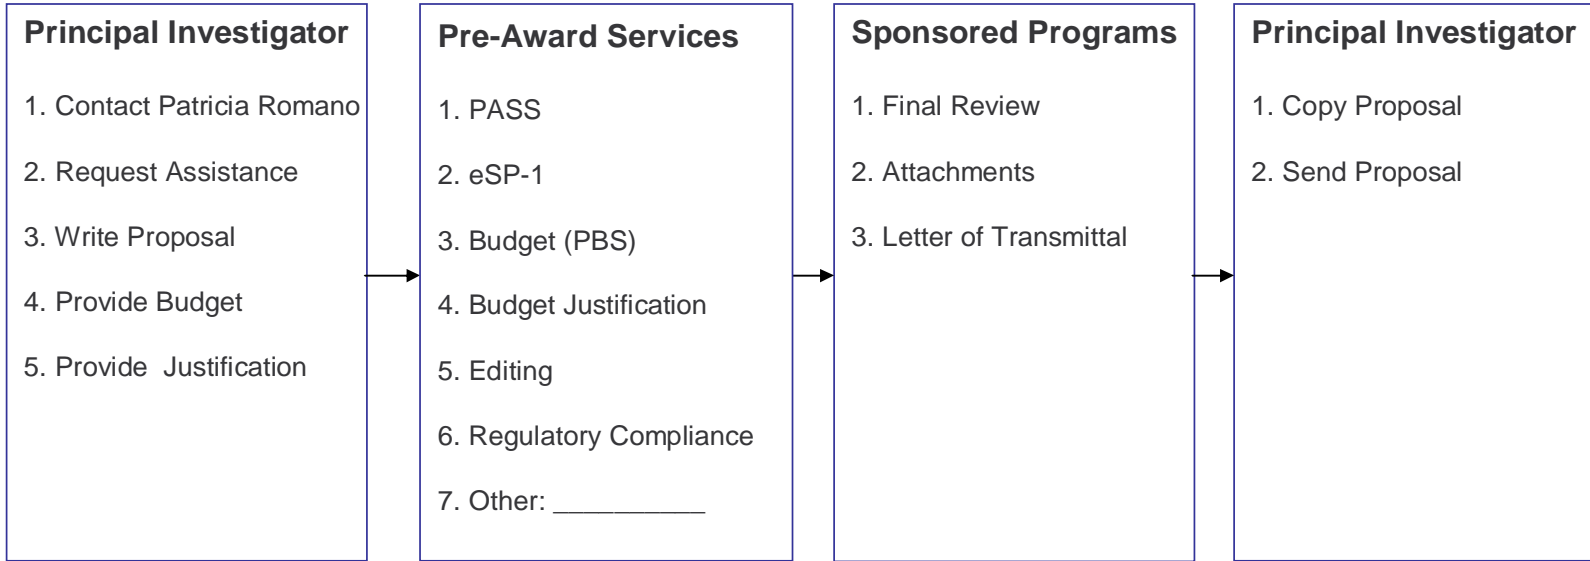 Principal Investigator
1. Contact Patricia Romano
2. Request Assistance
3. Write Proposal
4. Provide Budget
5. Provide  Justification
Pre-Award Services
1. PASS
2. eSP-1
3. Budget (PBS)
4. Budget Justification
5. Editing
6. Regulatory Compliance
7. Other: __________
Sponsored Programs
1. Final Review
2. Attachments
3. Letter of Transmittal
Principal Investigator
1. Copy Proposal
2. Send Proposal